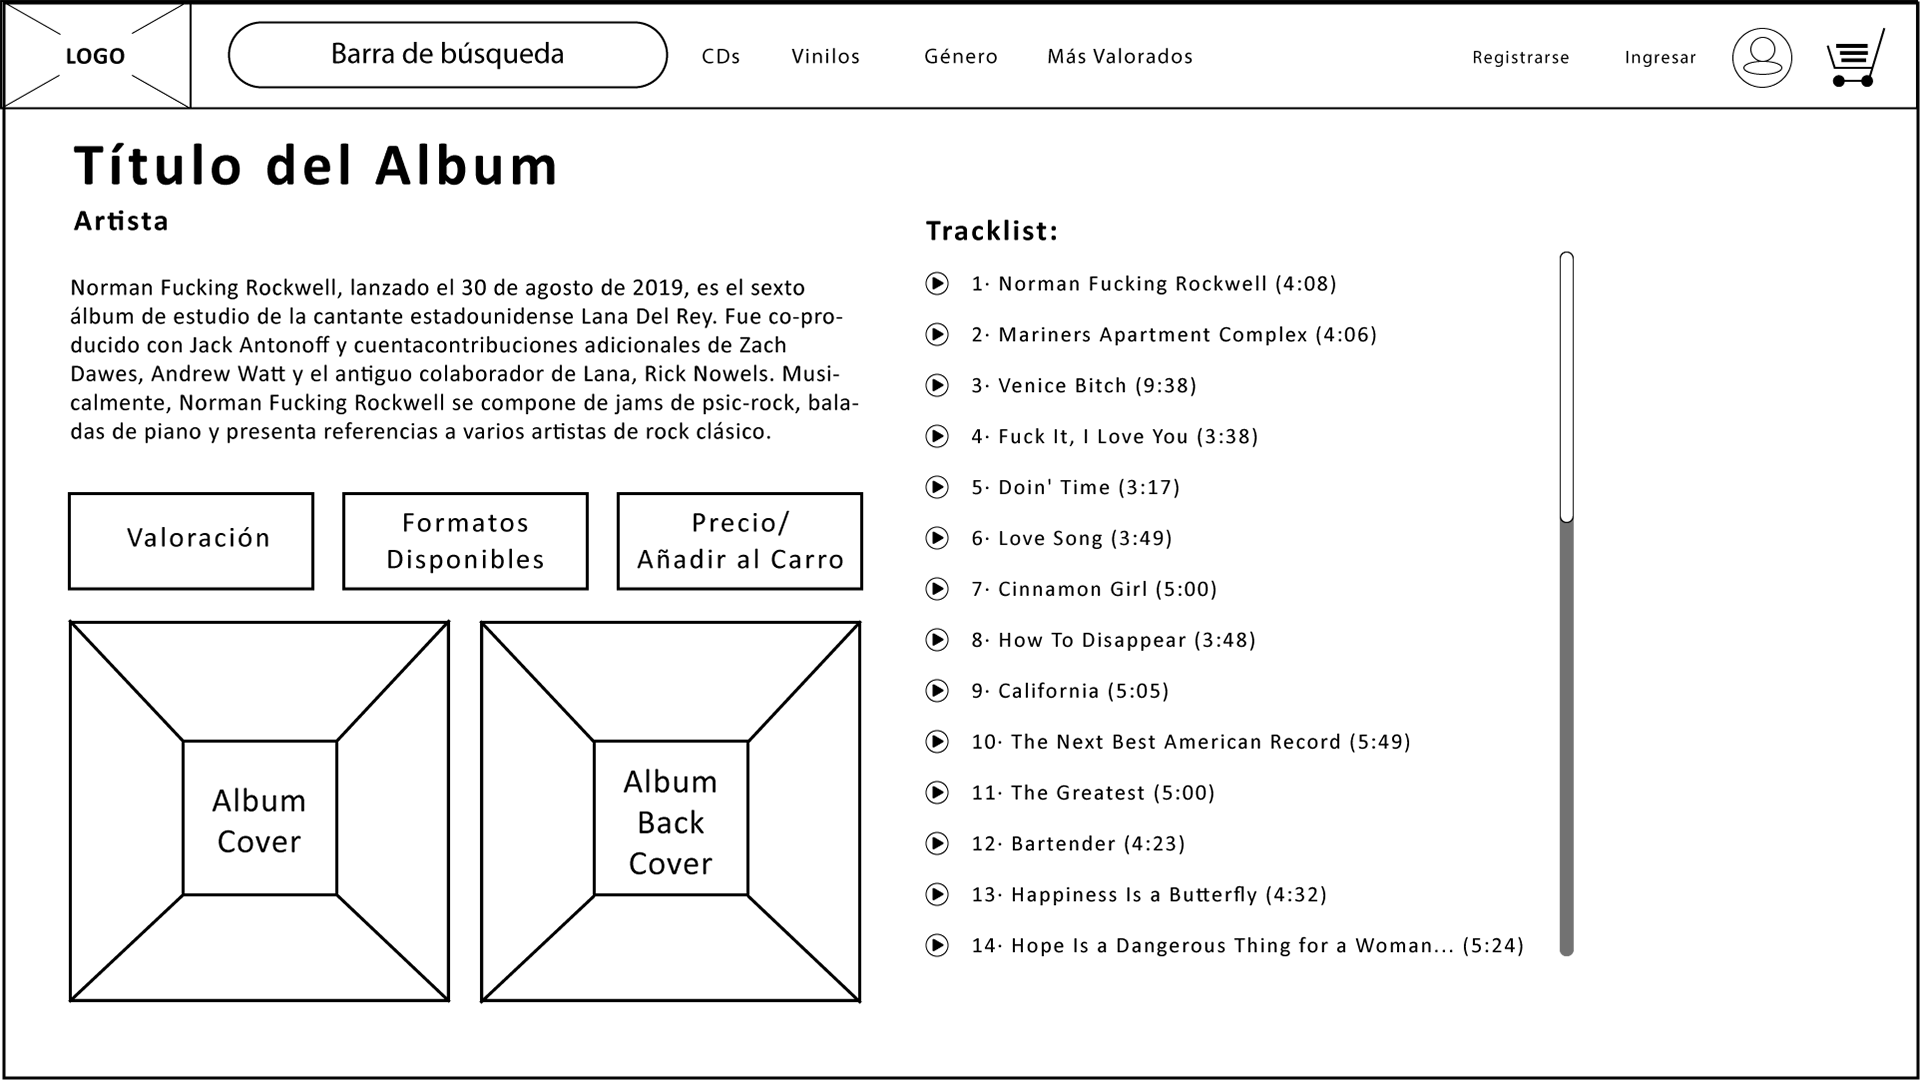 LOGO
Barra de búsqueda
CDs
Vinilos
Género
Más Valorados
Registrarse
Ingresar
Título del Album
Artista
Norman Fucking Rockwell, lanzado el 30 de agosto de 2019, es el sexto
álbum de estudio de la cantante estadounidense Lana Del Rey. Fue co-pro-
ducido con Jack Antonoff y cuentacontribuciones adicionales de Zach
Dawes, Andrew Watt y el antiguo colaborador de Lana, Rick Nowels. Musi-
calmente, Norman Fucking Rockwell se compone de jams de psic-rock, bala-
das de piano y presenta referencias a varios artistas de rock clásico.
Valoración
Formatos
Disponibles
Precio/
Añadir al Carro
Album
Cover
Album
Back
Cover
Tracklist:
1· Norman Fucking Rockwell (4:08)
2· Mariners Apartment Complex (4:06)
3· Venice Bitch (9:38)
4· Fuck It, I Love You (3:38)
5· Doin' Time (3:17)
6· Love Song (3:49)
7· Cinnamon Girl (5:00)
8· How To Disappear (3:48)
9· California (5:05)
10· The Next Best American Record (5:49)
11· The Greatest (5:00)
12· Bartender (4:23)
13· Happiness Is a Butterfly (4:32)
14· Hope Is a Dangerous Thing for a Woman... (5:24)